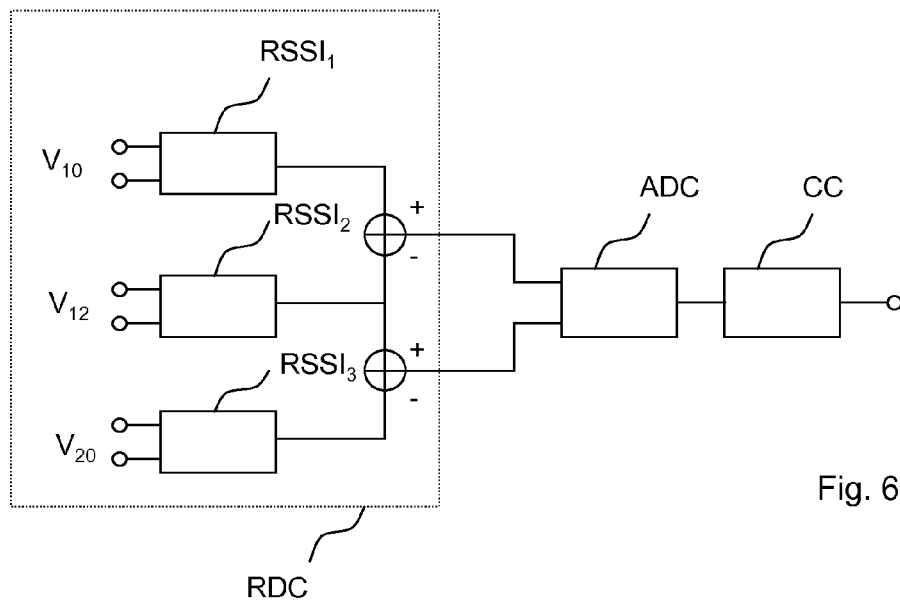 RSSI₁
V₁₀
+
-
RSSI₂
V₁₂
ADC
CC
+
-
RSSI₃
V₂₀
Fig. 6
RDC